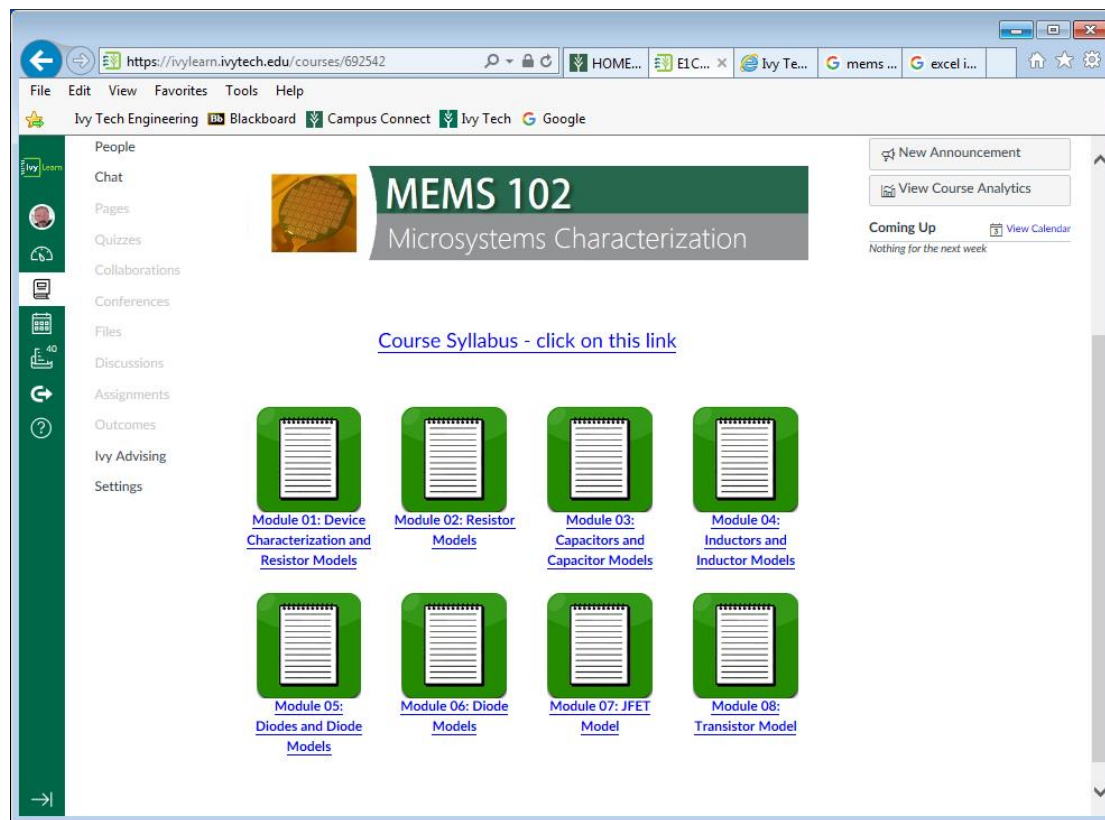 https://ivylearn.ivytech.edu/courses/692542
HOME...
E1C...
Ivy Te...
mems ...
excel i...
File Edit View Favorites Tools Help
Ivy Tech Engineering Bb Blackboard Campus Connect Ivy Tech Google
Ivy Learn
40
People
Chat
Pages
Quizzes
Collaborations
Conferences
Files
Discussions
Assignments
Outcomes
Ivy Advising
Settings
MEMS 102
Microsystems Characterization
Course Syllabus - click on this link
Module 01: Device
Characterization and
Resistor Models
Module 02: Resistor
Models
Module 03:
Capacitors and
Capacitor Models
Module 04:
Inductors and
Inductor Models
Module 05:
Diodes and Diode
Models
Module 06: Diode
Models
Module 07: JFET
Model
Module 08:
Transistor Model
New Announcement
View Course Analytics
Coming Up
3 View Calendar
Nothing for the next week